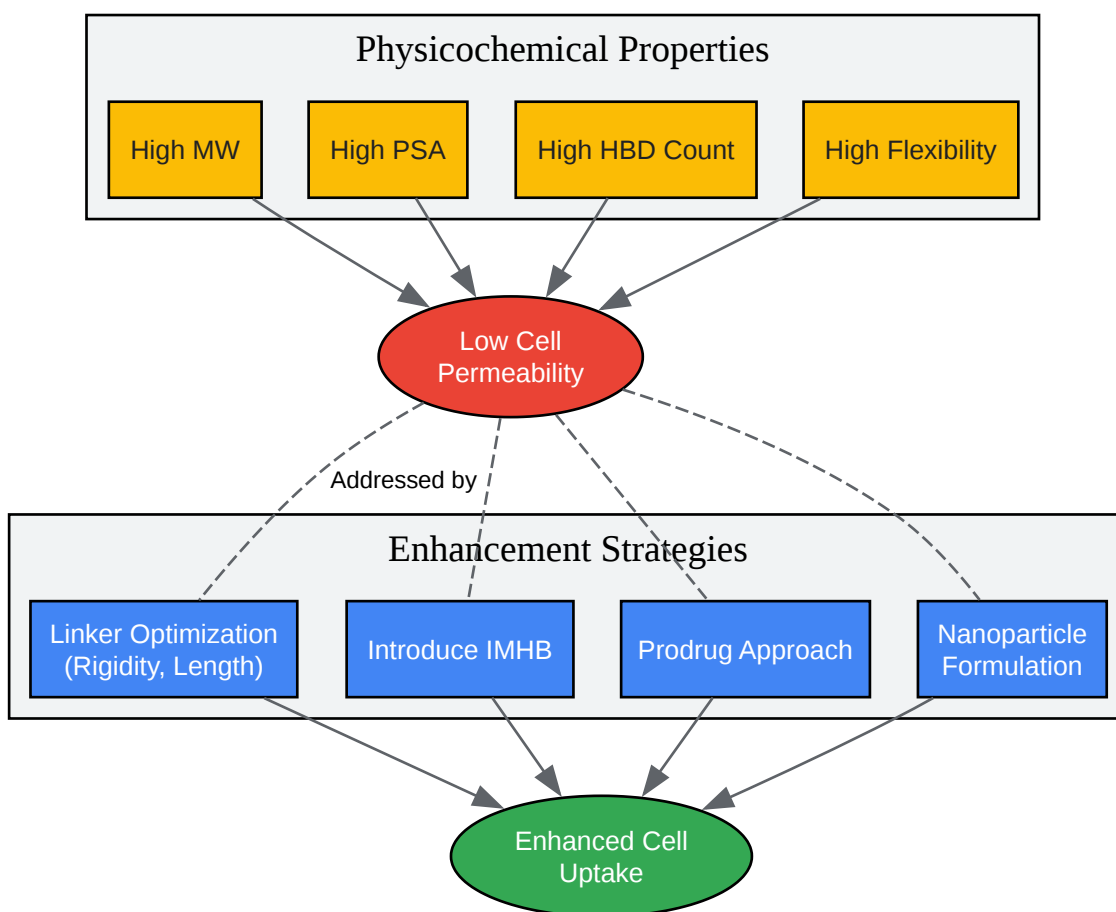 Physicochemical Properties
High MW
High PSA
High HBD Count
High Flexibility
Low Cell
Permeability
Addressed by
Enhancement Strategies
Linker Optimization
(Rigidity, Length)
Introduce IMHB
Prodrug Approach
Nanoparticle
Formulation
Enhanced Cell
Uptake